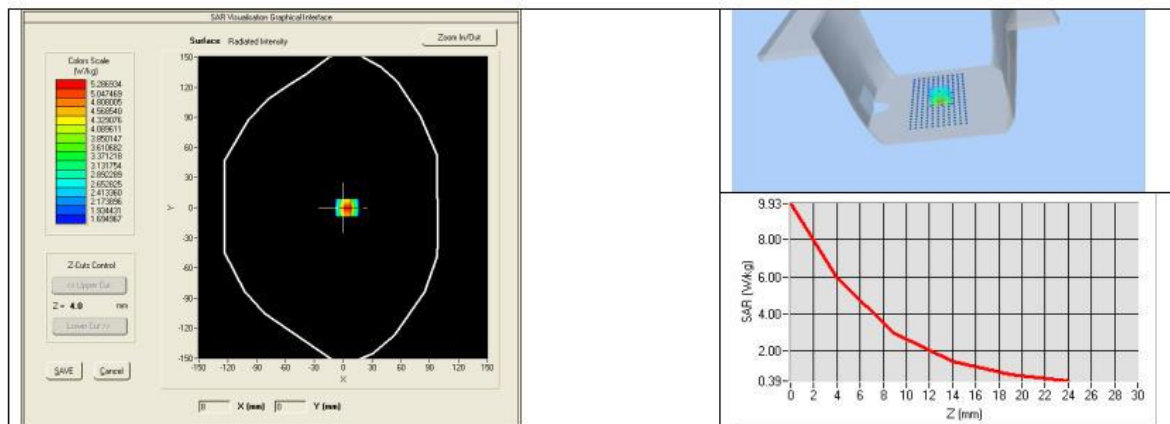 SAR Visualisation Graphical Interface
Surface Radiated Intensity
Zoom In/Out
Colors Scale
(W/kg)
5.286934
5.047469
4.808005
4.568540
4.329076
4.089611
3.850147
3.610682
3.371218
3.131754
2.892289
2.652825
2.413360
2.173896
1.934431
1.694967
Z-Cuts Control
<< Upper Cut
Z = 4.0 mm
Lower Cut >>
SAVE Cancel
150
120
90
60
30
0
-30
-60
-90
-120
-150
Y
-150 -120 -90 -60 -30 0 30 60 90 120 150
X
X (mm) 0 Y (mm)
9.93
8.00
6.00
4.00
2.00
0.39
SAR (W/kg)
0 2 4 6 8 10 12 14 16 18 20 22 24 26 28 30
Z (mm)